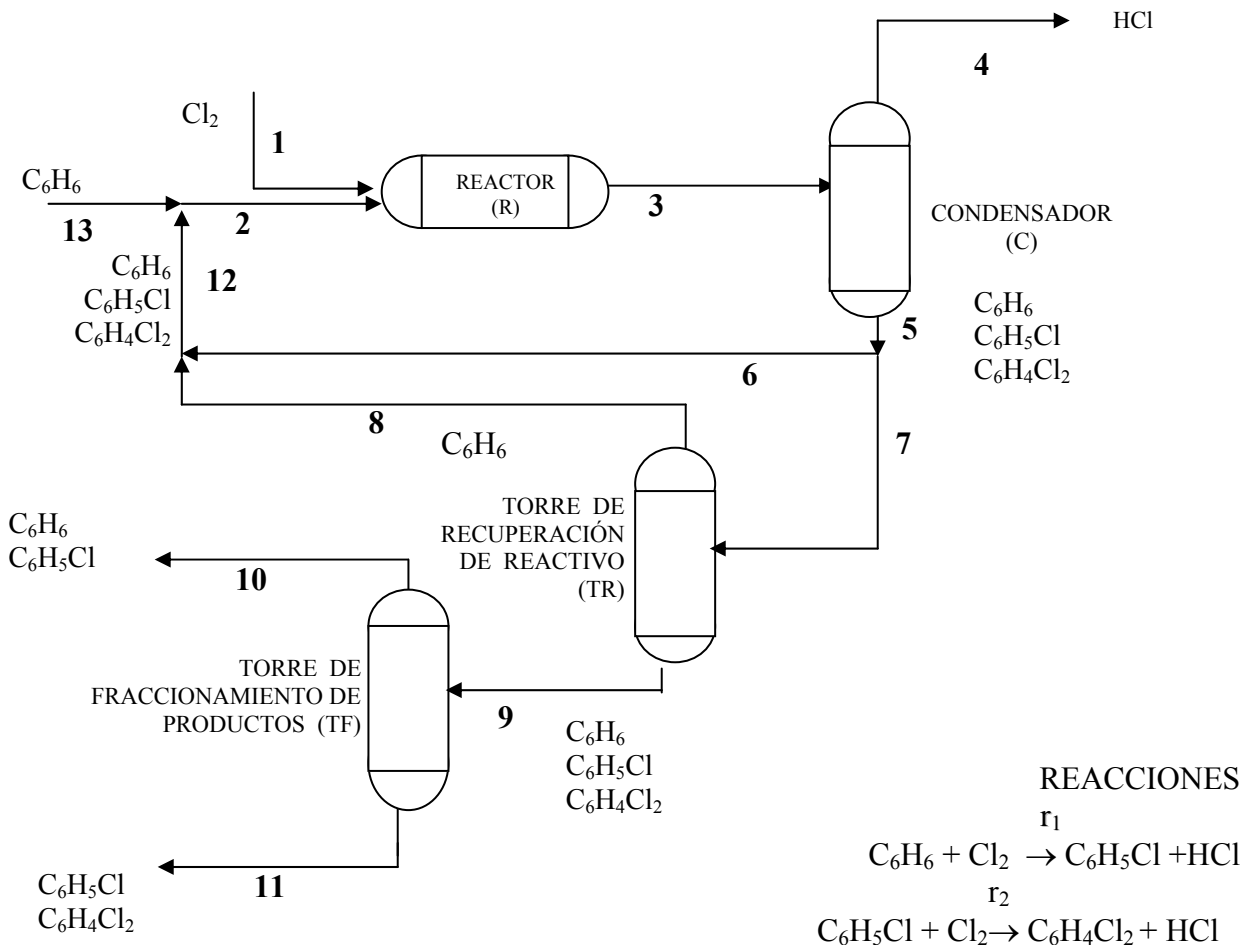 HCl
4
Cl₂
1
C₆H₆
13
2
REACTOR
(R)
3
CONDENSADOR
(C)
C₆H₆
C₆H₅Cl
C₆H₄Cl₂
12
C₆H₆
C₆H₅Cl
C₆H₄Cl₂
5
6
7
8
C₆H₆
TORRE DE
RECUPERACIÓN
DE REACTIVO
(TR)
C₆H₆
C₆H₅Cl
10
TORRE DE
FRACCIONAMIENTO DE
PRODUCTOS (TF)
9
C₆H₆
C₆H₅Cl
C₆H₄Cl₂
11
C₆H₅Cl
C₆H₄Cl₂
REACCIONES
r₁
C₆H₆ + Cl₂ → C₆H₅Cl +HCl
r₂
C₆H₅Cl + Cl₂→ C₆H₄Cl₂ + HCl